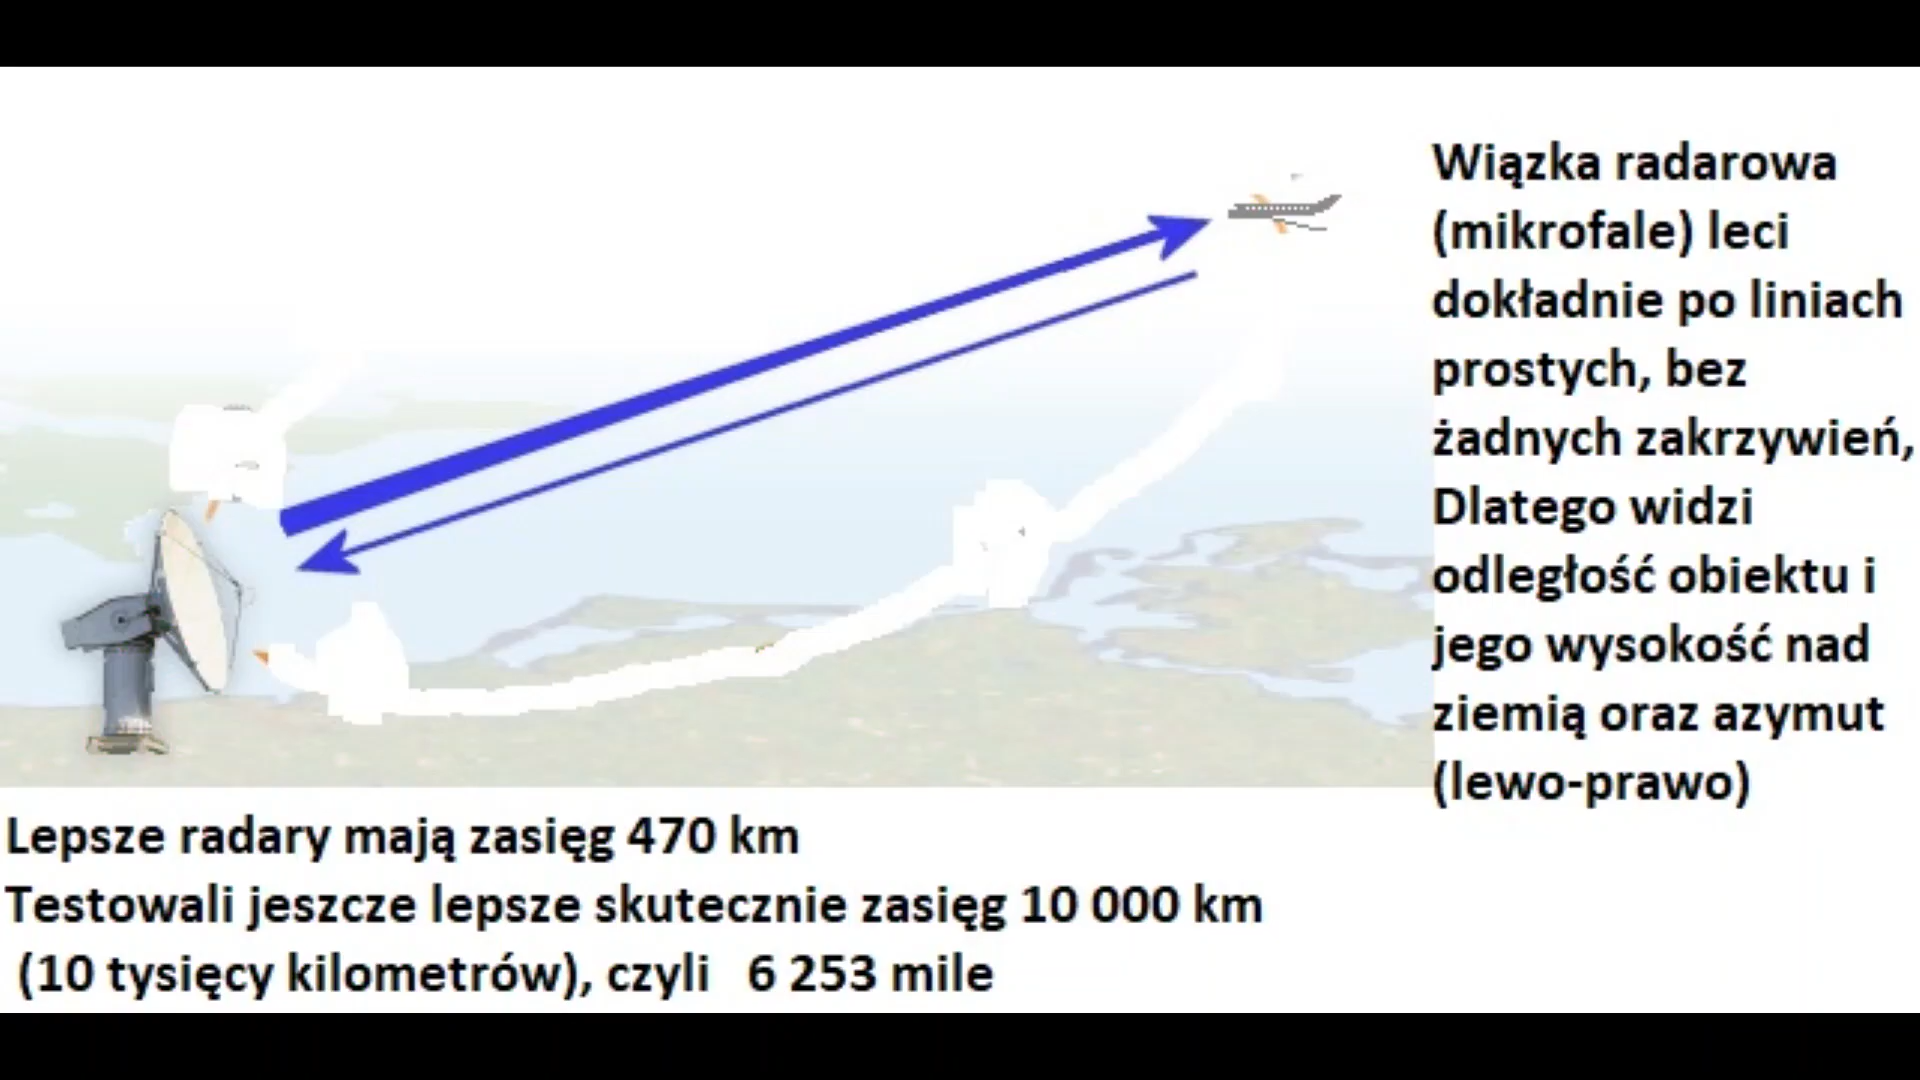 Wiązka radarowa
(mikrofale) leci
dokładnie po liniach
prostych, bez
żadnych zakrzywień,
Dlatego widzi
odległość obiektu i
jego wysokość nad
ziemią oraz azymut
(lewo-prawo)
Lepsze radary mają zasięg 470 km
Testowali jeszcze lepsze skutecznie zasięg 10 000 km
(10 tysięcy kilometrów), czyli 6 253 mile